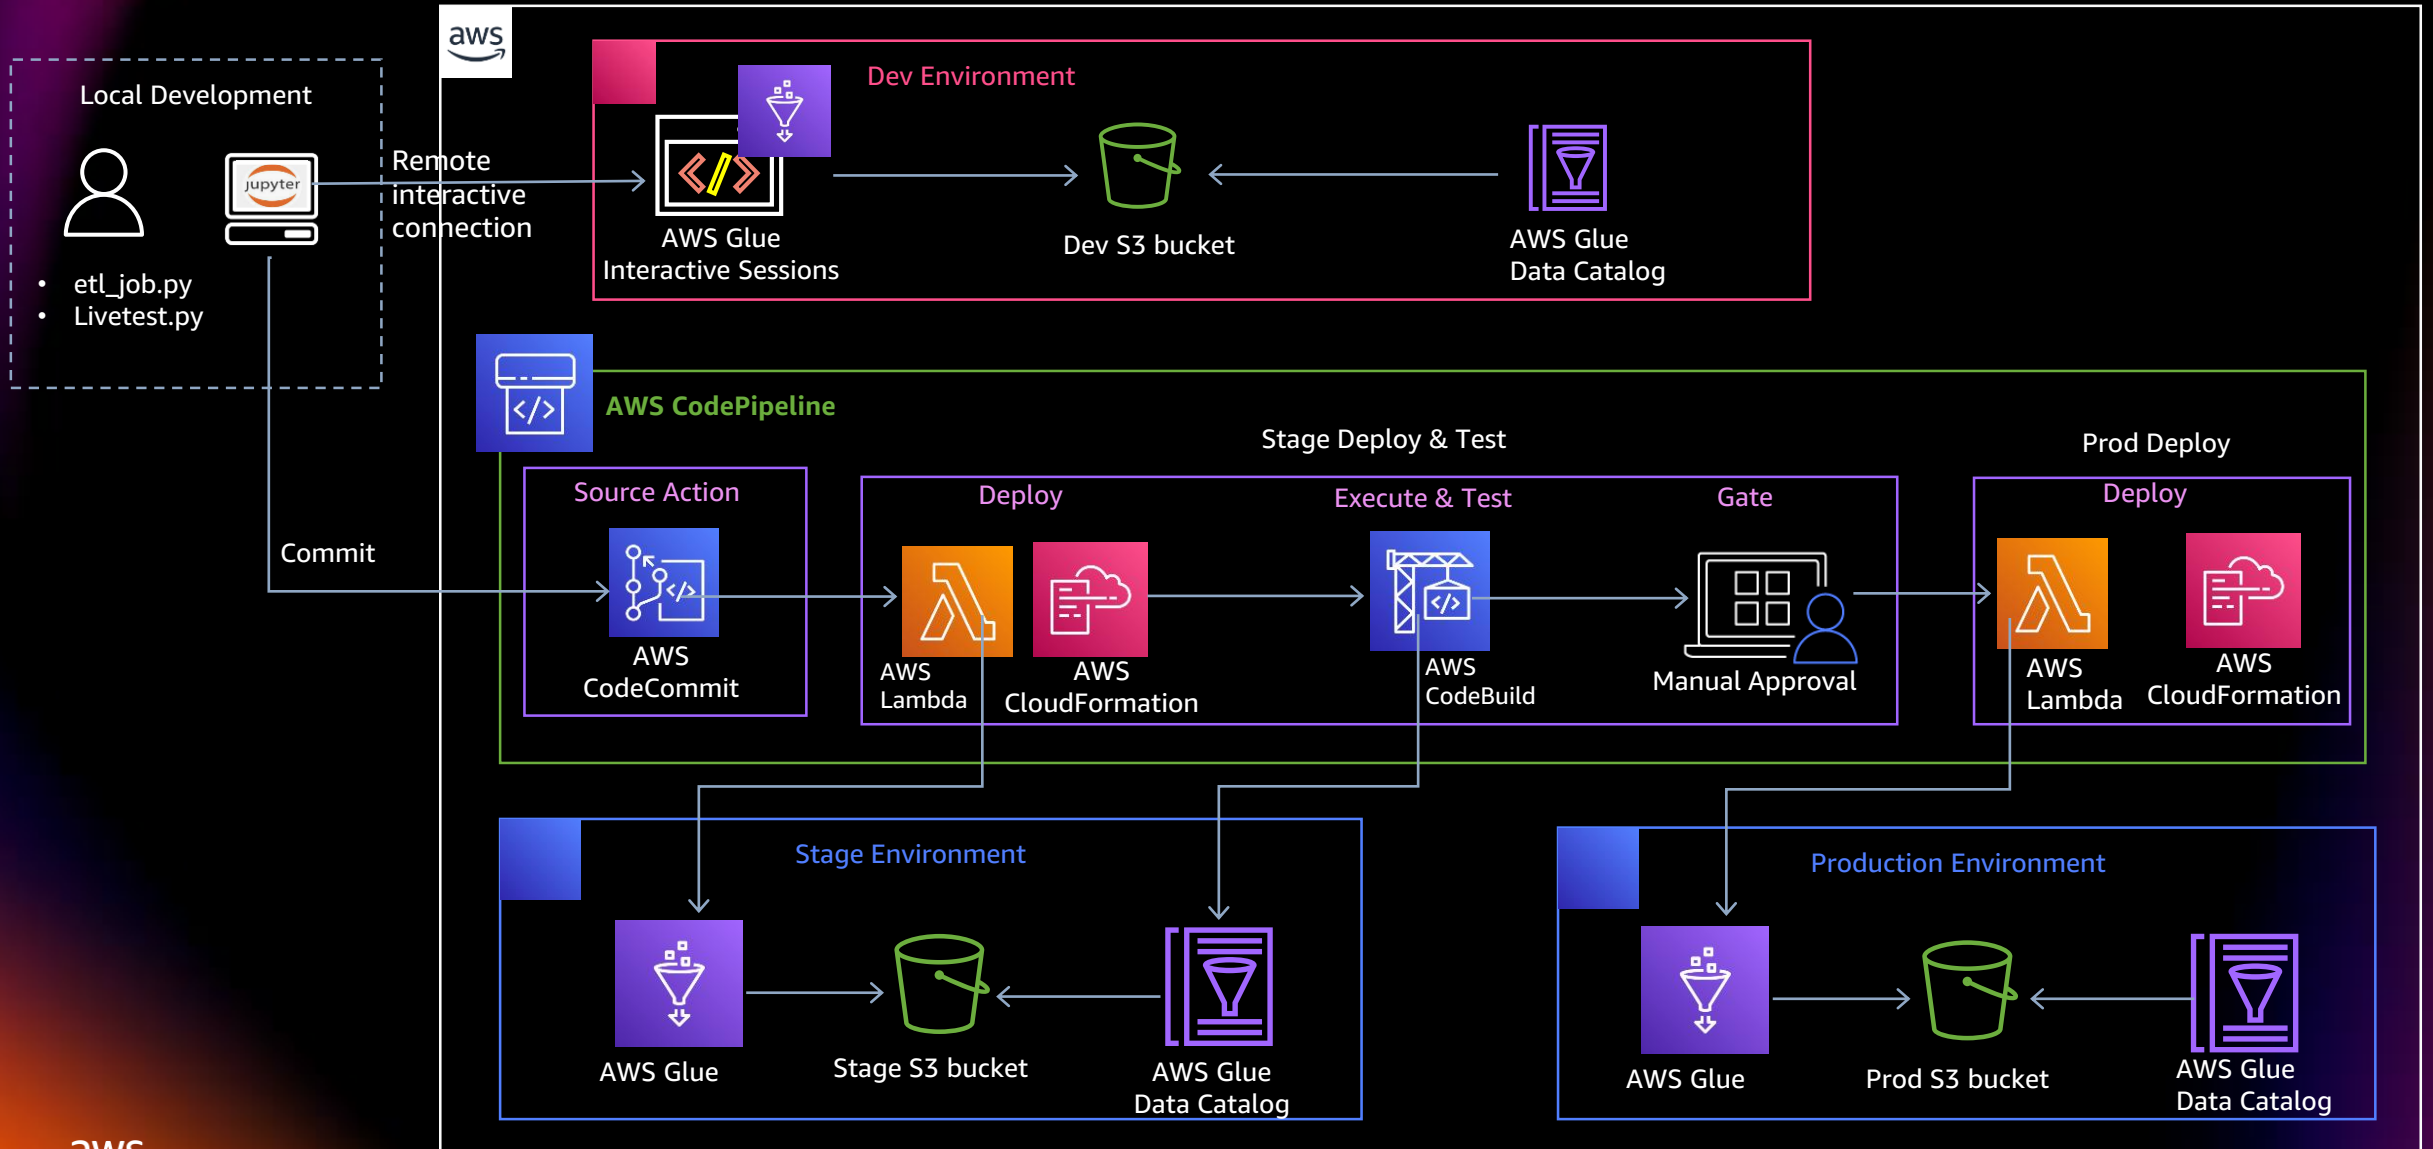 aws
Local Development
jupyter
• etl_job.py
• Livetest.py
Remote
interactive
connection
Dev Environment
AWS Glue
Interactive Sessions
Dev S3 bucket
AWS Glue
Data Catalog
AWS CodePipeline
Stage Deploy & Test
Prod Deploy
Source Action
Deploy
Execute & Test
Gate
Deploy
Commit
AWS
CodeCommit
AWS
Lambda
AWS
CloudFormation
AWS
CodeBuild
Manual Approval
AWS
Lambda
AWS
CloudFormation
Stage Environment
AWS Glue
Stage S3 bucket
AWS Glue
Data Catalog
Production Environment
AWS Glue
Prod S3 bucket
AWS Glue
Data Catalog
aws